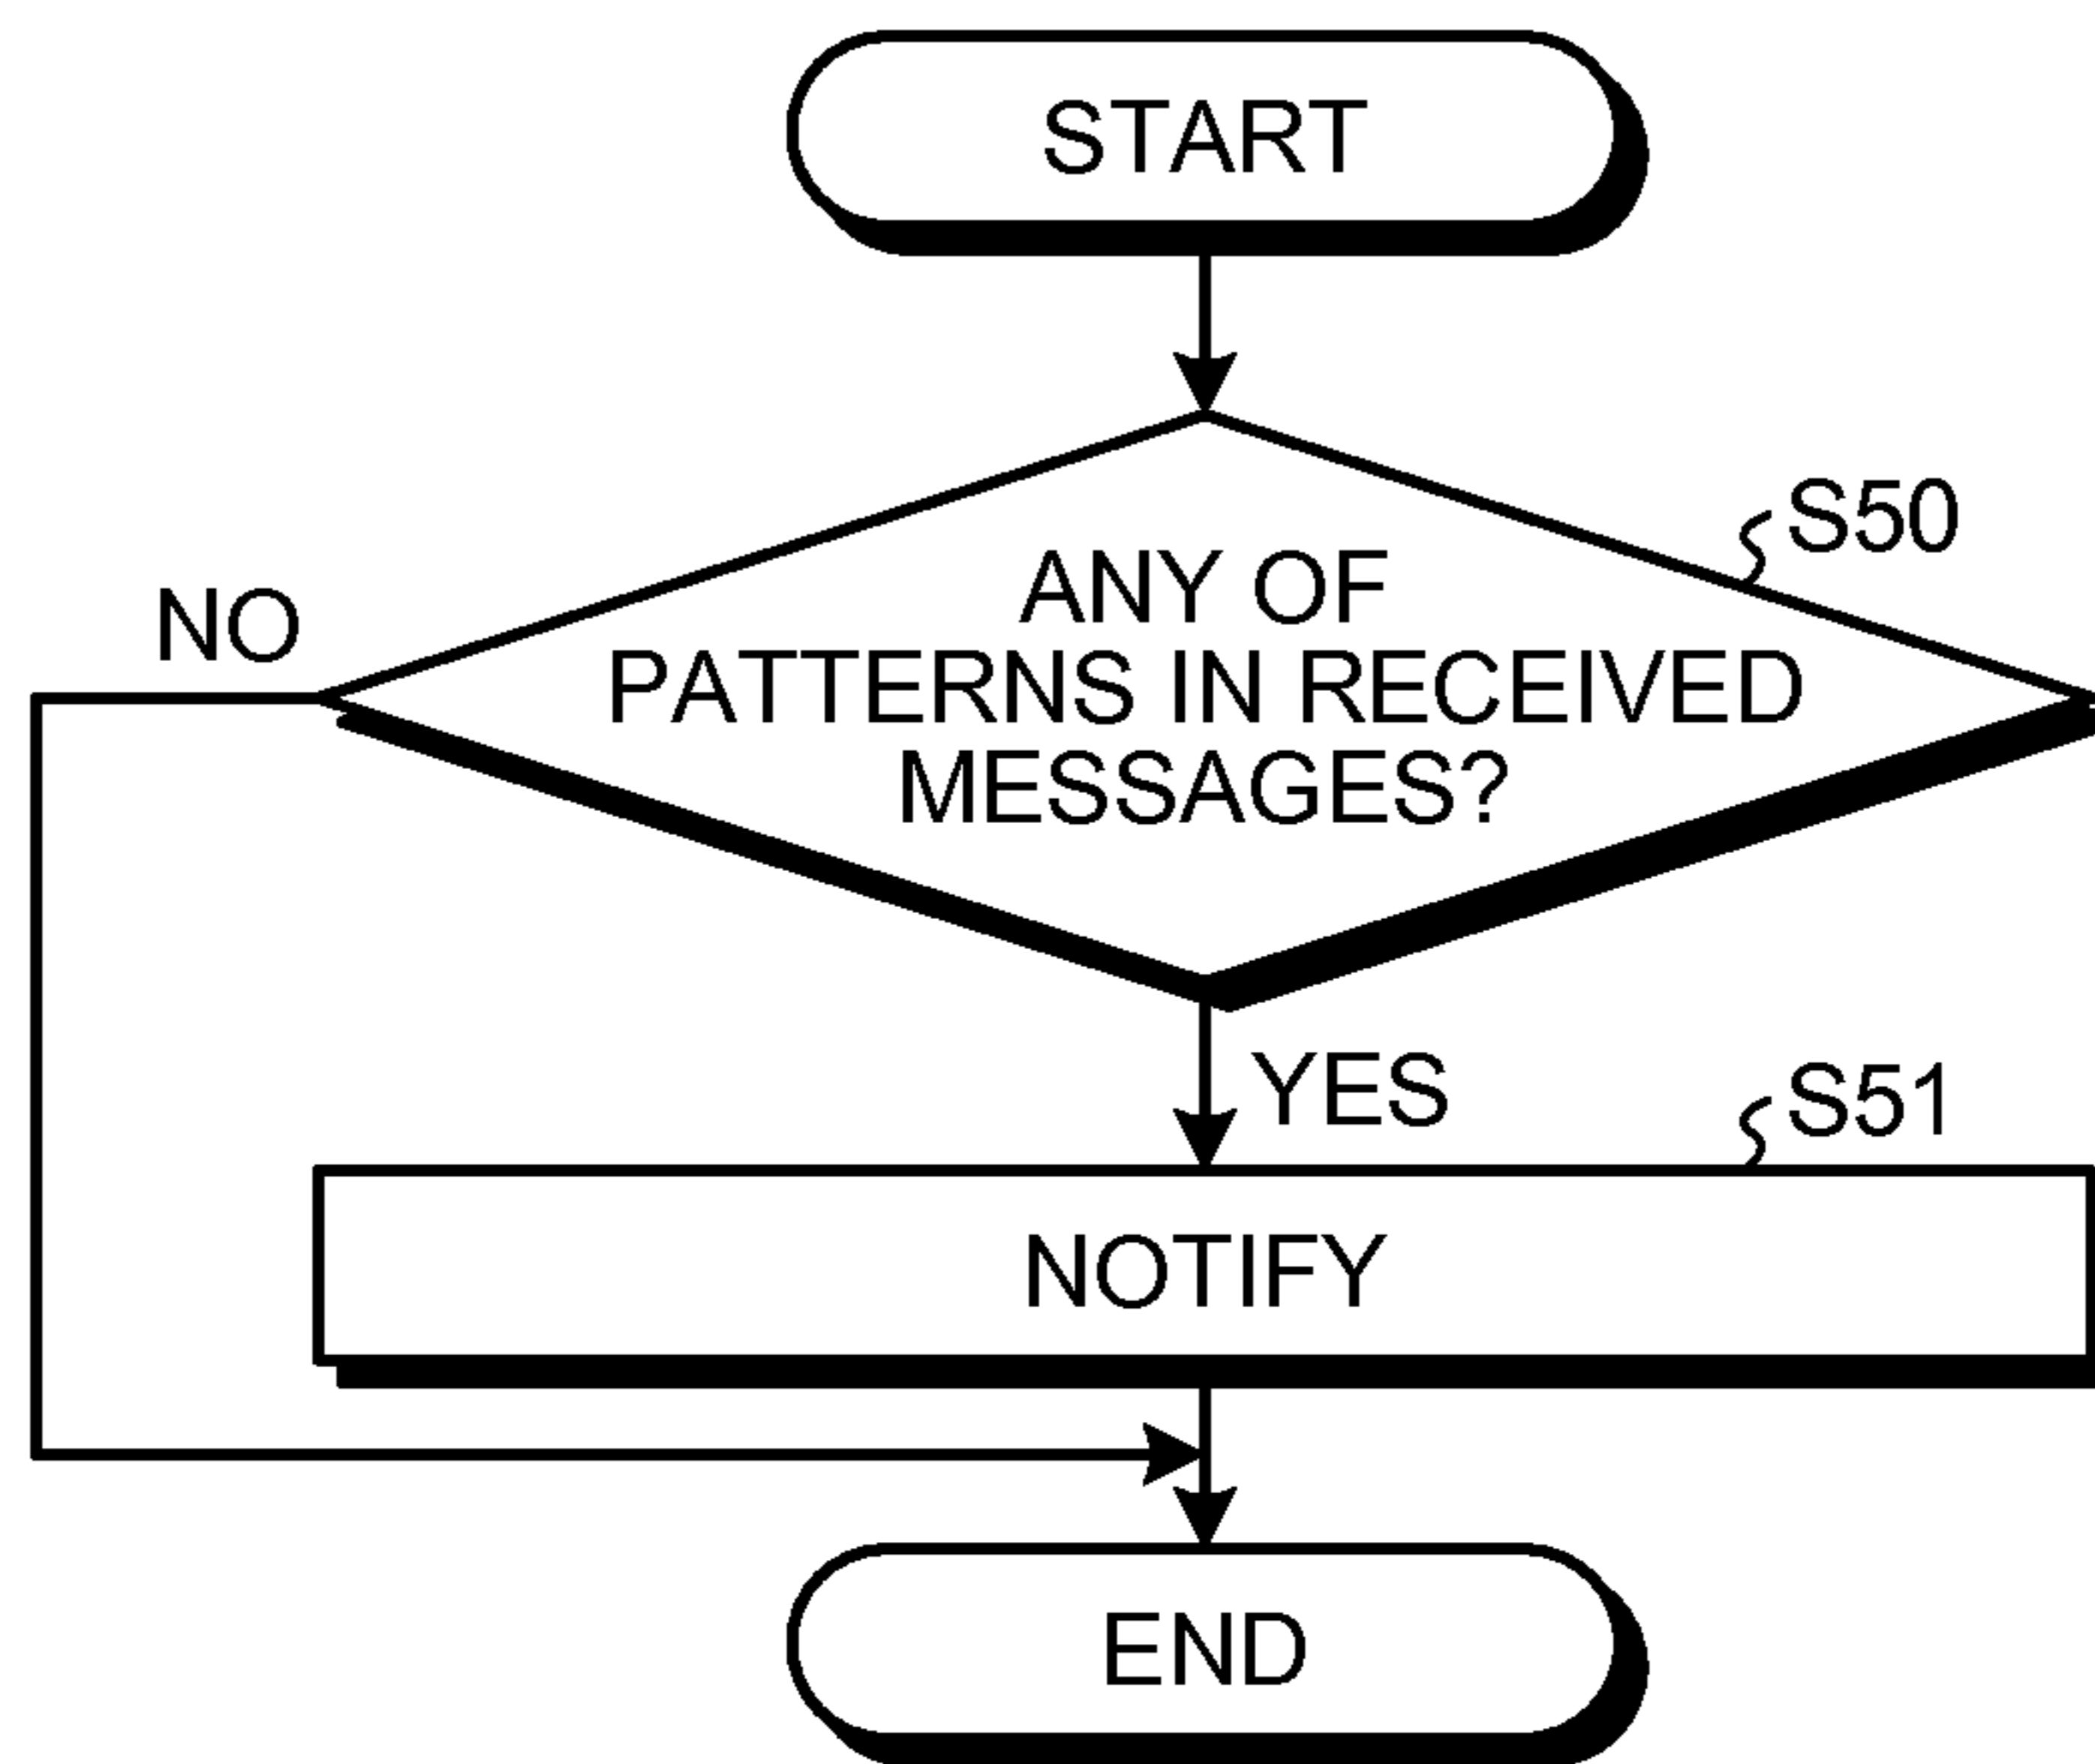 START
S50
ANY OF
PATTERNS IN RECEIVED
MESSAGES?
NO
YES
S51
NOTIFY
END